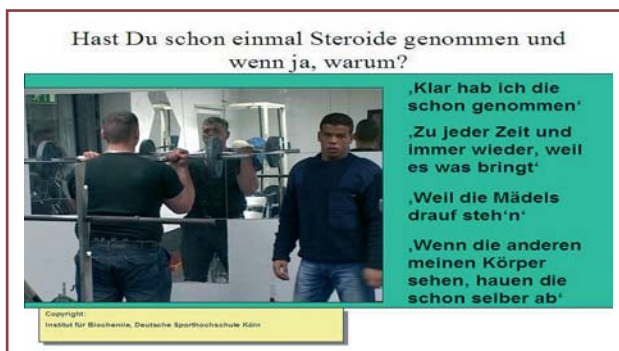 Hast Du schon einmal Steroide genommen und
wenn ja, warum?
‚Klar hab ich die
schon genommen‘
‚Zu jeder Zeit und
immer wieder, weil
es was bringt‘
‚Weil die Mädels
drauf steh‘n‘
‚Wenn die anderen
meinen Körper
sehen, hauen die
schon selber ab‘
Copyright:
Institut für Biochemie, Deutsche Sporthochschule Köln